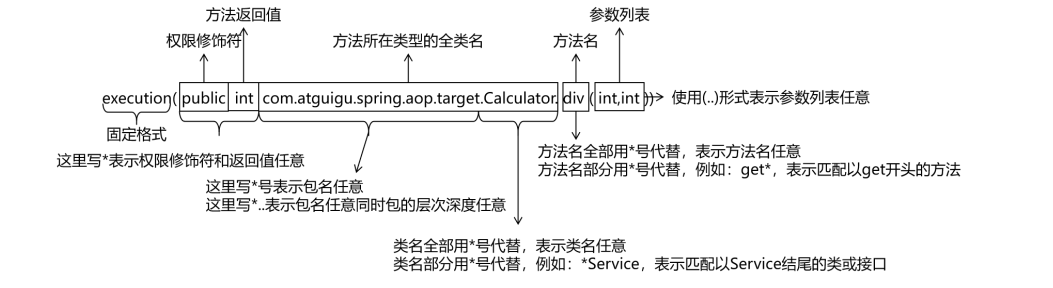 方法返回值
参数列表
权限修饰符
方法所在类型的全类名
方法名
execution(public int com.atguigu.spring.aop.target.Calculator.div(int,int)) 使用(..)形式表示参数列表任意
固定格式
这里写*表示权限修饰符和返回值任意
方法名全部用*号代替，表示方法名任意
方法名部分用*号代替，例如：get*，表示匹配以get开头的方法
这里写*号表示包名任意
这里写*..表示包名任意同时包的层次深度任意
类名全部用*号代替，表示类名任意
类名部分用*号代替，例如：*Service，表示匹配以Service结尾的类或接口